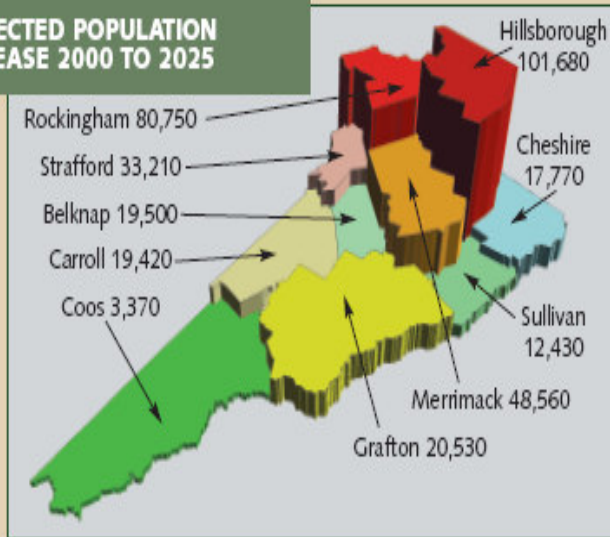 ECTED POPULATION
EASE 2000 TO 2025
Hillsborough
101,680
Rockingham 80,750
Strafford 33,210
Cheshire
17,770
Belknap 19,500
Carroll 19,420
Coos 3,370
Sullivan
12,430
Merrimack 48,560
Grafton 20,530